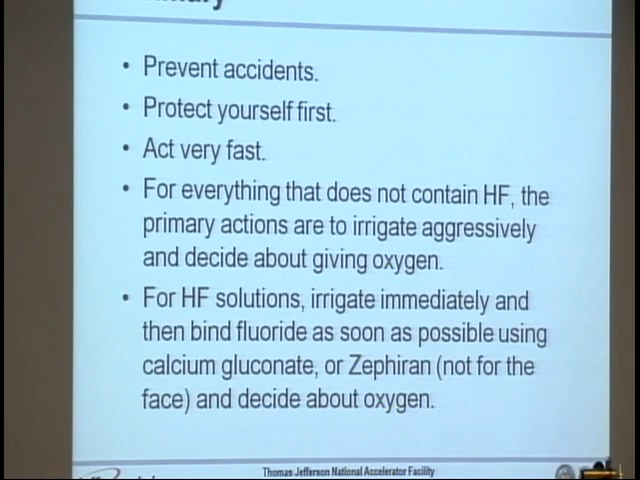 • Prevent accidents.
• Protect yourself first.
• Act very fast.
• For everything that does not contain HF, the
primary actions are to irrigate aggressively
and decide about giving oxygen.
• For HF solutions, irrigate immediately and
then bind fluoride as soon as possible using
calcium gluconate, or Zephiran (not for the
face) and decide about oxygen.
Thomas Jefferson National Accelerator Facility